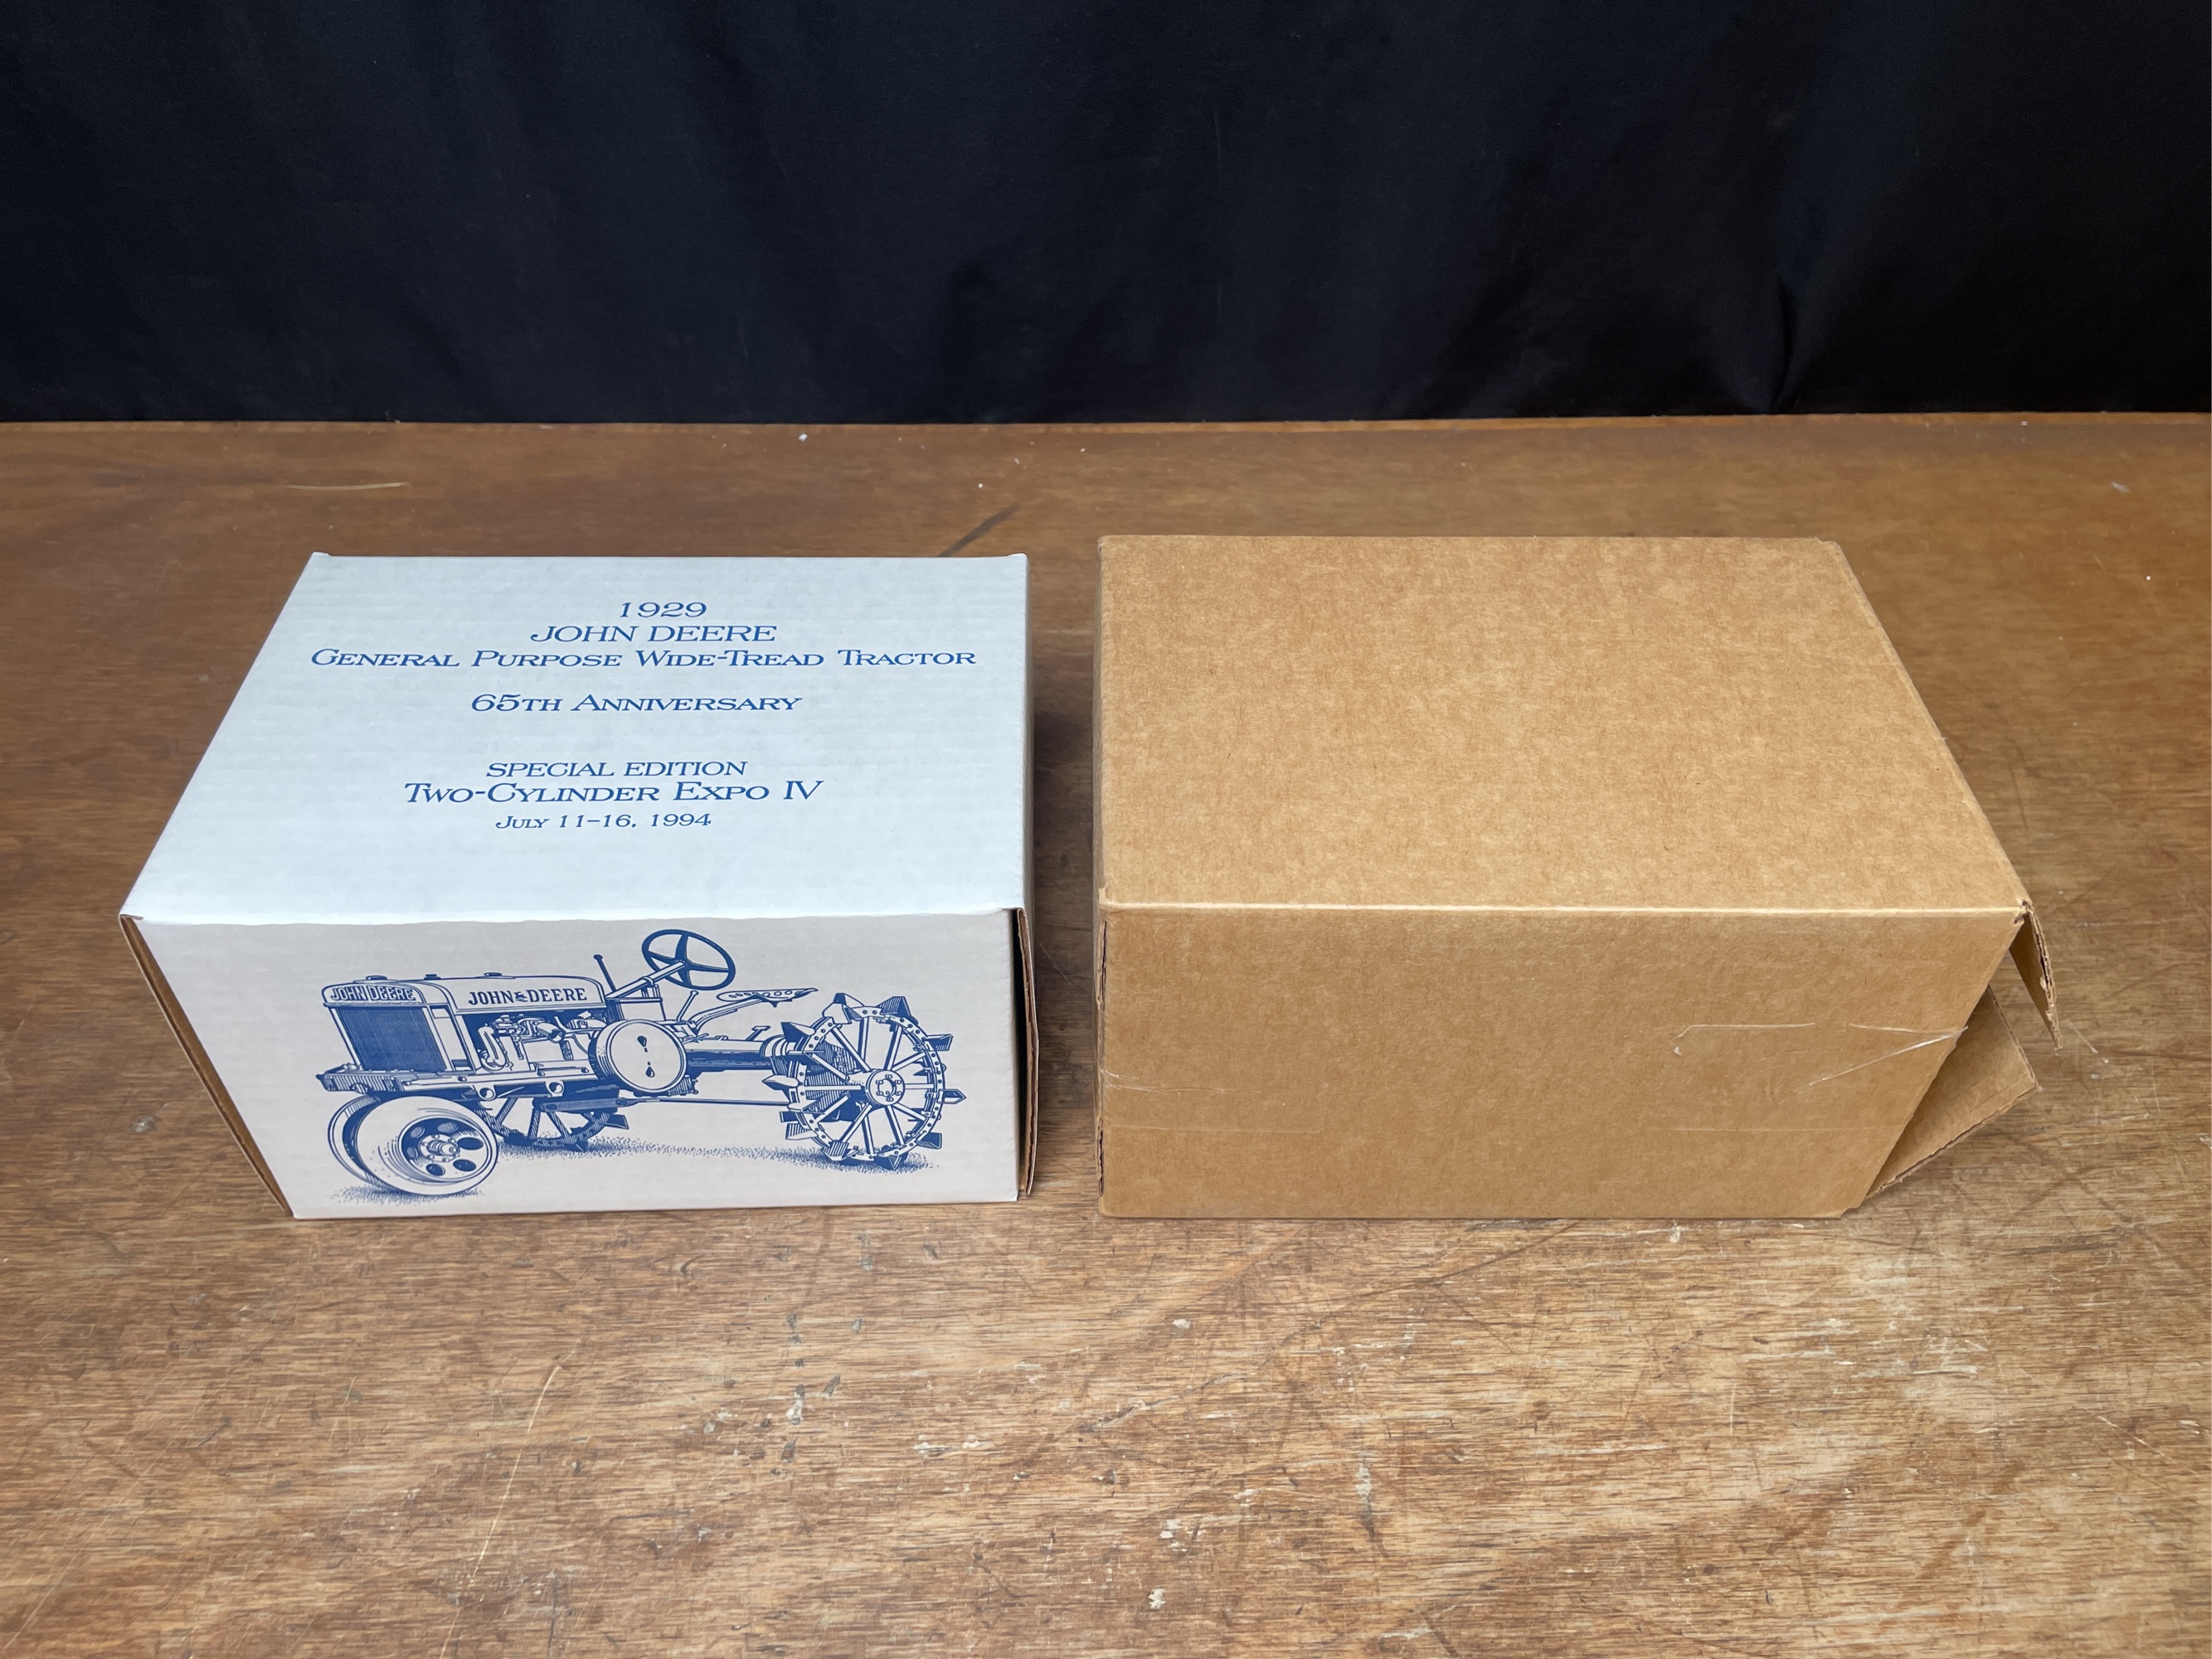 1929
JOHN DEERE
GENERAL PURPOSE WIDE-TREAD TRACTOR
65TH ANNIVERSARY
SPECIAL EDITION
TWO-CYLINDER EXPO IV
JULY 11-16, 1994
JOHN DEERE
JOHN DEERE